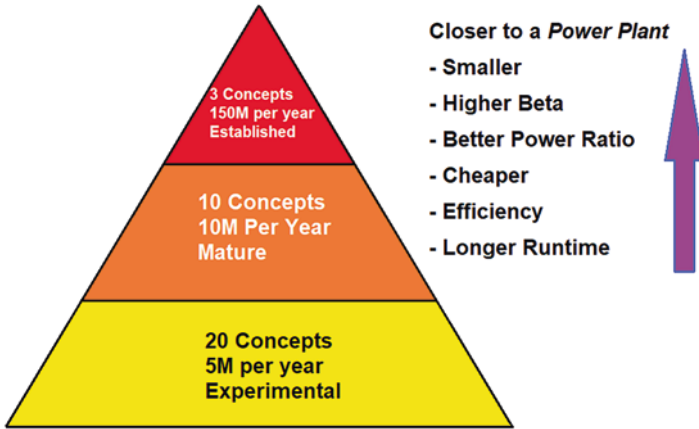 3 Concepts
150M per year
Established
10 Concepts
10M Per Year
Mature
20 Concepts
5M per year
Experimental
Closer to a Power Plant
- Smaller
- Higher Beta
- Better Power Ratio
- Cheaper
- Efficiency
- Longer Runtime